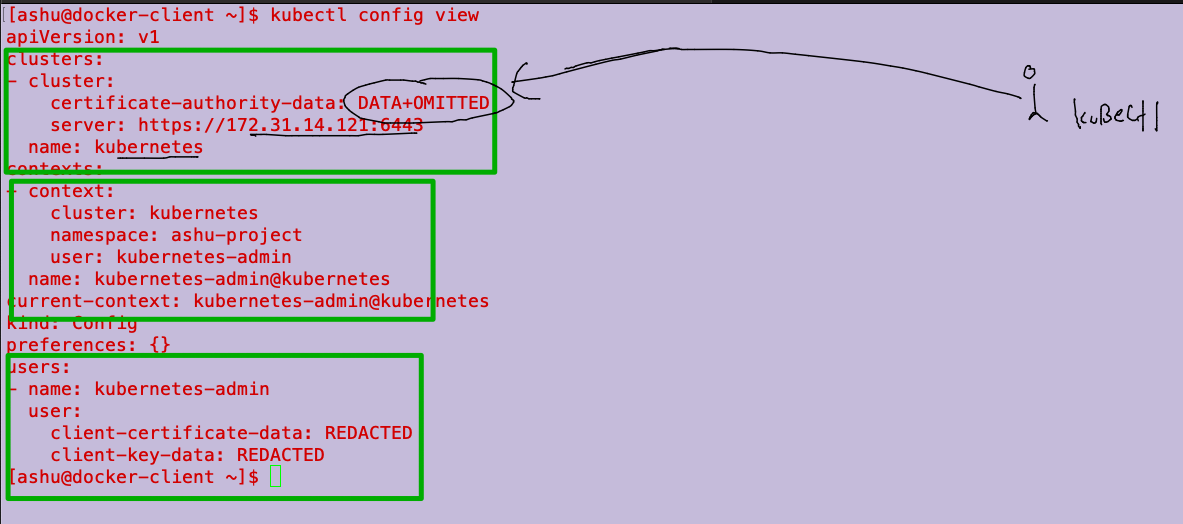 [ashu@docker-client ~]$ kubectl config view
apiVersion: v1
clusters:
- cluster:
    certificate-authority-data: DATA+OMITTED
    server: https://172.31.14.121:6443
  name: kubernetes
contexts:
- context:
    cluster: kubernetes
    namespace: ashu-project
    user: kubernetes-admin
  name: kubernetes-admin@kubernetes
current-context: kubernetes-admin@kubernetes
kind: Config
preferences: {}
users:
- name: kubernetes-admin
  user:
    client-certificate-data: REDACTED
    client-key-data: REDACTED
[ashu@docker-client ~]$
kuBeCtl